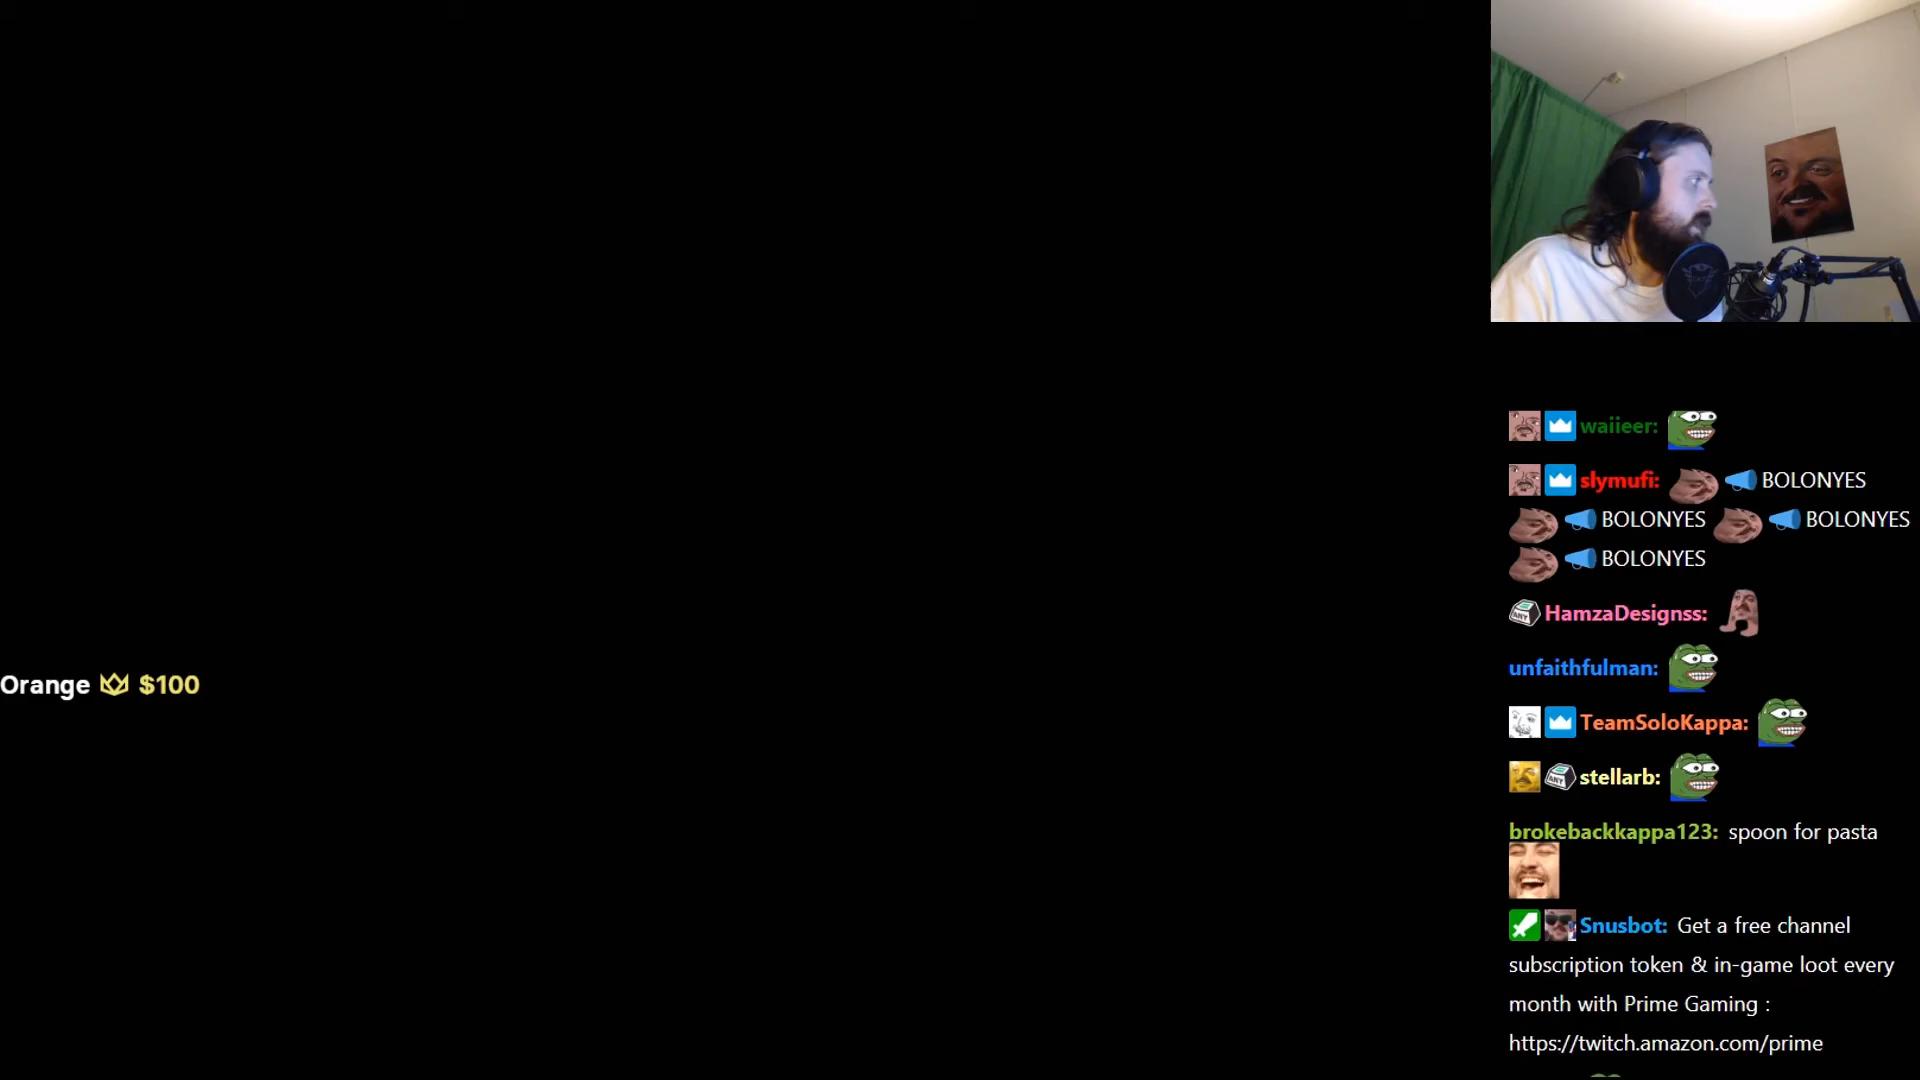 waiieer:
slymufi: BOLONYES
BOLONYES BOLONYES
BOLONYES
HamzaDesignss:
unfaithfulman:
Orange $100
TeamSoloKappa:
ANY stellarb:
brokebackkappa123: spoon for pasta
Snusbot: Get a free channel
subscription token & in-game loot every
month with Prime Gaming :
https://twitch.amazon.com/prime